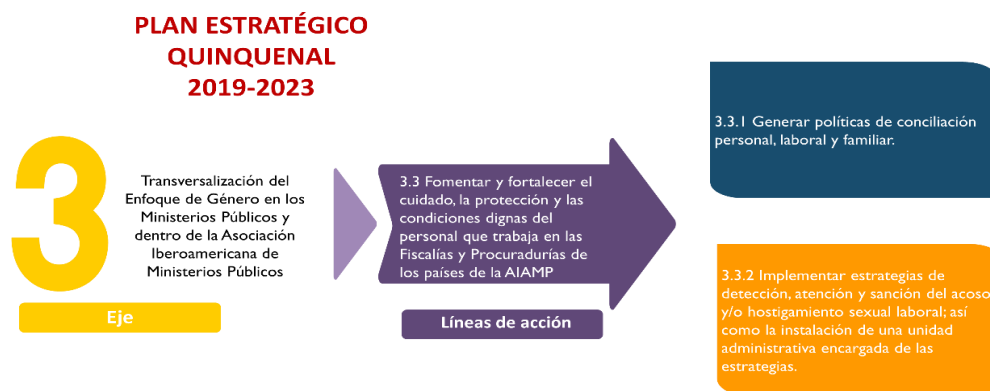 PLAN ESTRATÉGICO
QUINQUENAL
2019-2023
3
Transversalización del
Enfoque de Género en los
Ministerios Públicos y
dentro de la Asociación
Iberoamericana de
Ministerios Públicos
Eje
3.3 Fomentar y fortalecer el
cuidado, la protección y las
condiciones dignas del
personal que trabaja en las
Fiscalías y Procuradurías de
los países de la AIAMP
Líneas de acción
3.3.1 Generar políticas de conciliación
personal, laboral y familiar.
3.3.2 Implementar estrategias de
detección, atención y sanción del acoso
y/o hostigamiento sexual laboral; así
como la instalación de una unidad
administrativa encargada de las
estrategias.